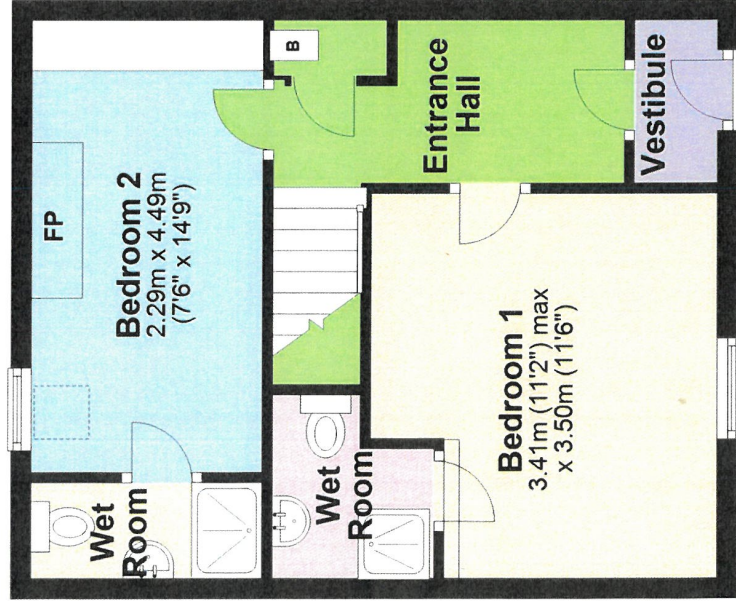 B
FP
Bedroom 2
2.29m x 4.49m
(7'6" x 14'9")
Entrance
Hall
Vestibule
Wet
Room
Wet
Room
Bedroom 1
3.41m (11'2") max
x 3.50m (11'6")